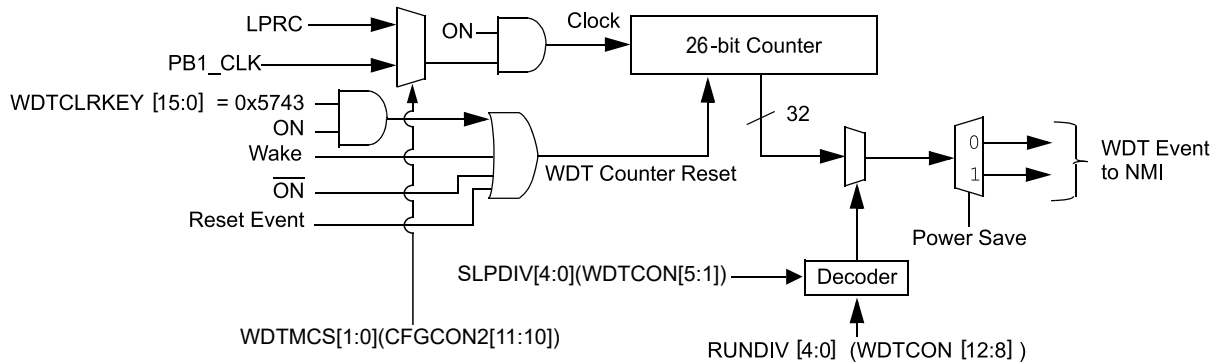 LPRC
ON
Clock
26-bit Counter
PB1_CLK
WDTCLRKEY [15:0] = 0x5743
ON
32
Wake
WDT Counter Reset
0
1
WDT Event
to NMI
ON
Reset Event
Power Save
SLPDIV[4:0](WDTCON[5:1])
Decoder
WDTMCS[1:0](CFGCON2[11:10])
RUNDIV [4:0] (WDTCON [12:8] )